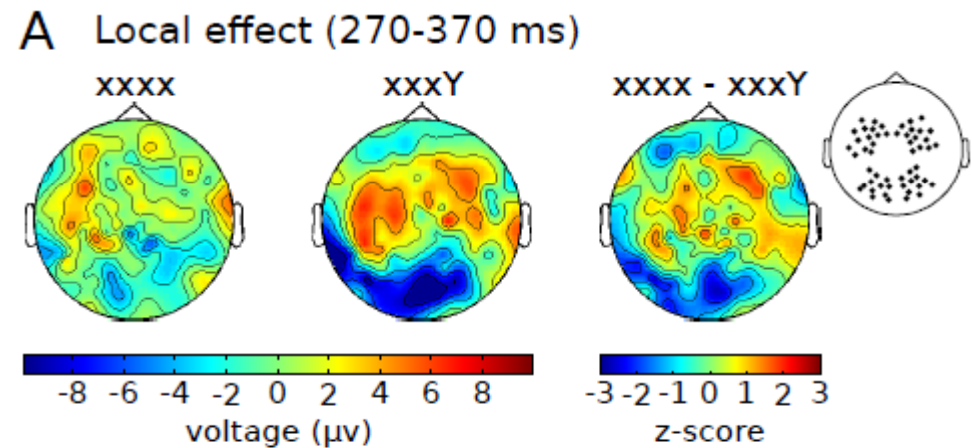 A Local effect (270-370 ms)
xxxx xxxY xxxx - xxxY
-8 -6 -4 -2 0 2 4 6 8 -3 -2 -1 0 1 2 3
voltage (μv) z-score